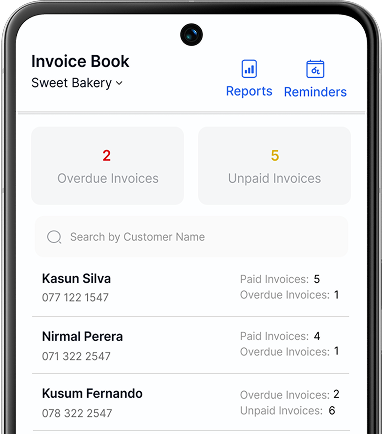 Invoice Book
Sweet Bakery
Reports
Reminders
2
Overdue Invoices
5
Unpaid Invoices
Search by Customer Name
Kasun Silva
077 122 1547
Paid Invoices: 5
Overdue Invoices: 1
Nirmal Perera
071 322 2547
Paid Invoices: 4
Overdue Invoices: 1
Kusum Fernando
078 322 2547
Overdue Invoices: 2
Unpaid Invoices: 6